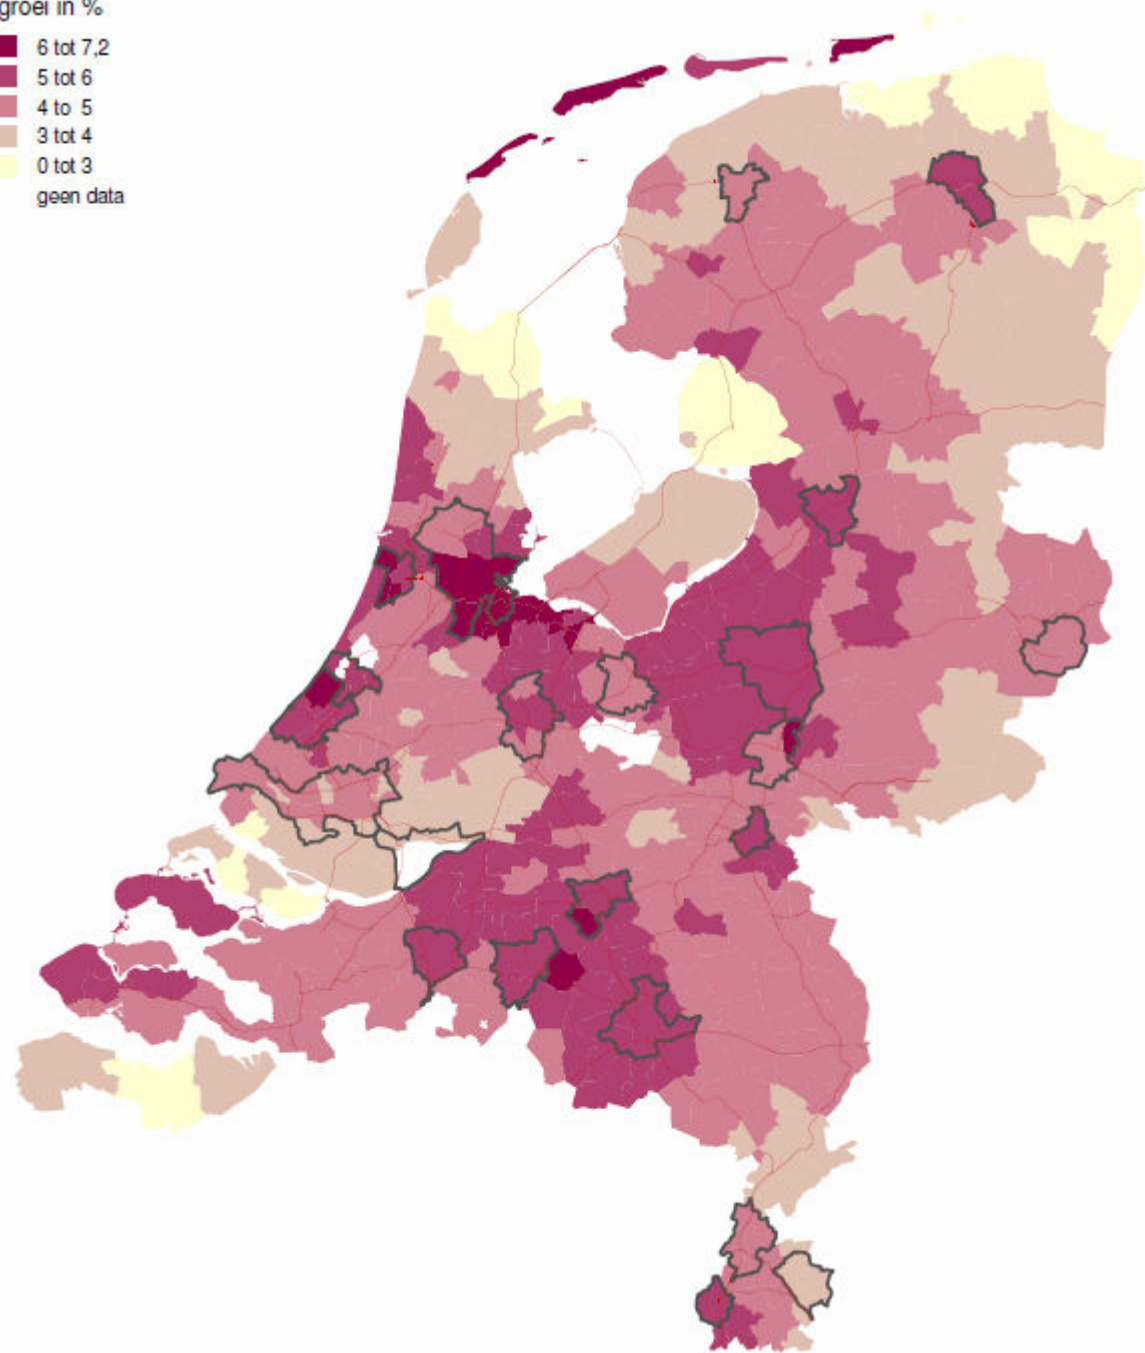 groei in %
6 tot 7,2
5 tot 6
4 to 5
3 tot 4
0 tot 3
geen data